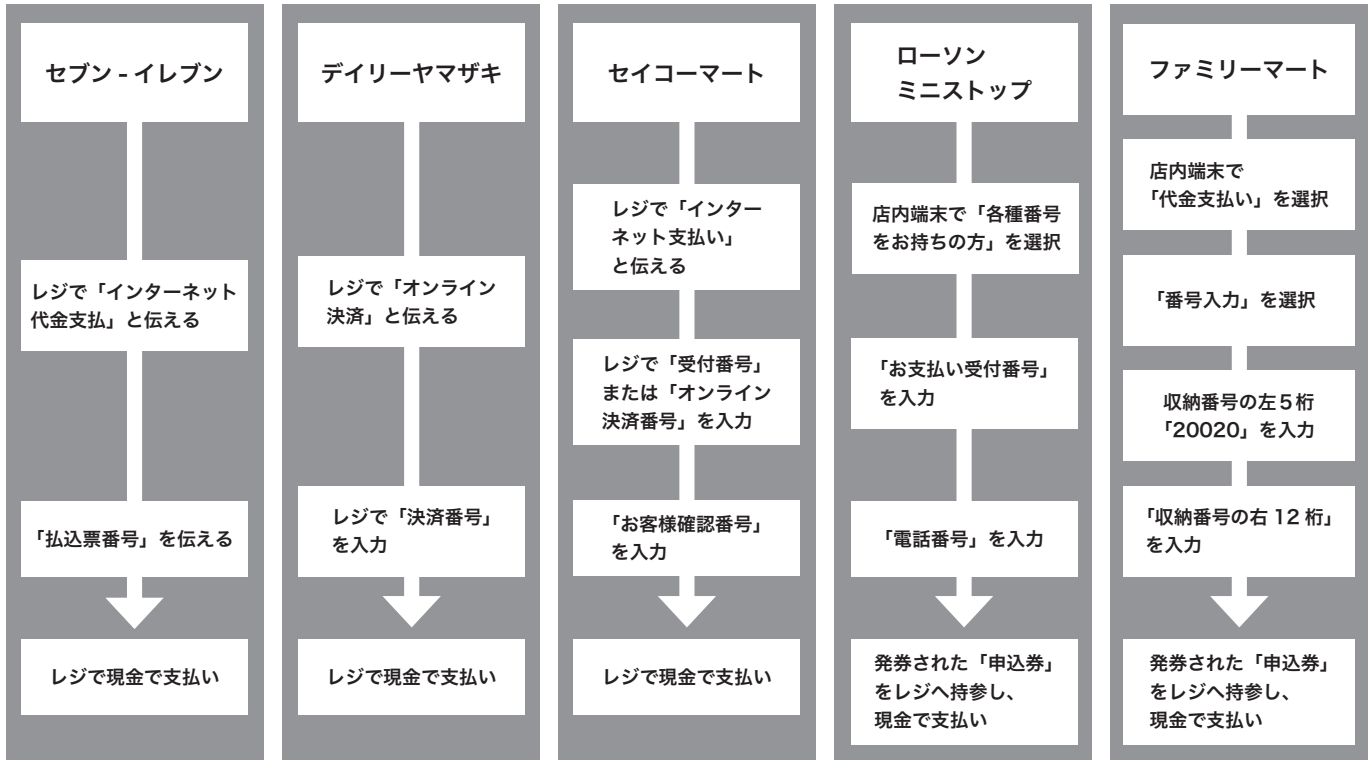 セブン - イレブン
レジで「インターネット
代金支払」と伝える
「払込票番号」を伝える
レジで現金で支払い
デイリーヤマザキ
レジで「オンライン
決済」と伝える
レジで「決済番号」
を入力
レジで現金で支払い
セイコーマート
レジで「インター
ネット支払い」
と伝える
レジで「受付番号」
または「オンライン
決済番号」を入力
「お客様確認番号」
を入力
レジで現金で支払い
ローソン
ミニストップ
店内端末で「各種番号
をお持ちの方」を選択
「お支払い受付番号」
を入力
「電話番号」を入力
発券された「申込券」
をレジへ持参し、
現金で支払い
ファミリーマート
店内端末で
「代金支払い」を選択
「番号入力」を選択
収納番号の左５桁
「20020」を入力
「収納番号の右 12 桁」
を入力
発券された「申込券」
をレジへ持参し、
現金で支払い